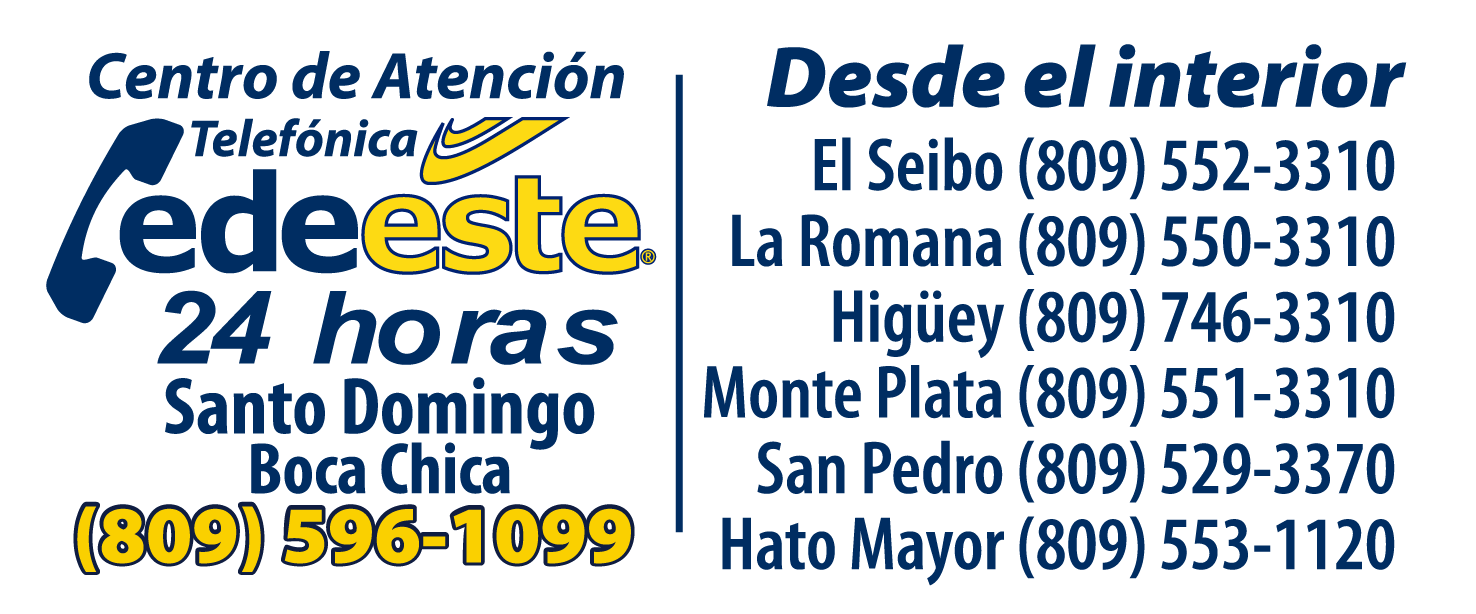 Centro de Atención
Telefónica
edeeste®
24 horas
Santo Domingo
Boca Chica
(809) 596-1099
Desde el interior
El Seibo (809) 552-3310
La Romana (809) 550-3310
Higüey (809) 746-3310
Monte Plata (809) 551-3310
San Pedro (809) 529-3370
Hato Mayor (809) 553-1120